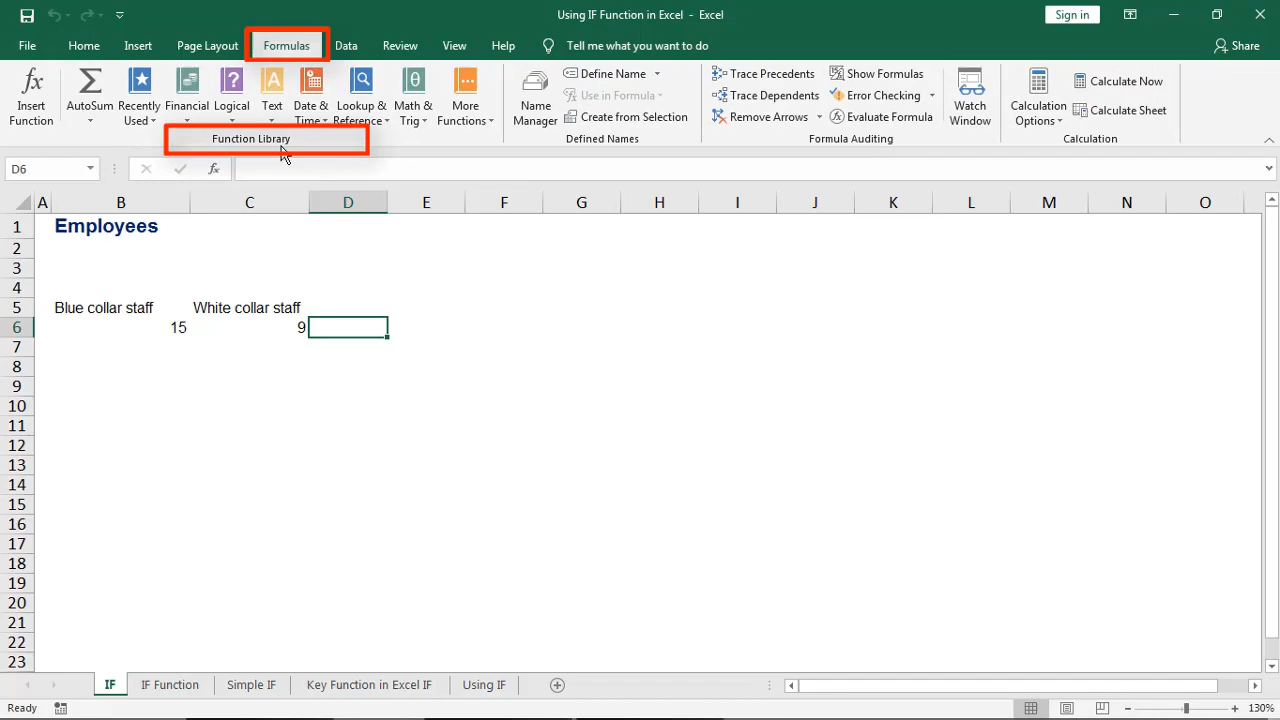 Using IF Function in Excel - Excel
Sign in
File Home Insert Page Layout Formulas Data Review View Help Tell me what you want to do Share
Insert Function
AutoSum
Recently Used
Financial
Logical
Text
Date & Time
Lookup & Reference
Math & Trig
More Functions
Function Library
Name Manager
Define Name
Use in Formula
Create from Selection
Defined Names
Trace Precedents
Trace Dependents
Remove Arrows
Show Formulas
Error Checking
Evaluate Formula
Formula Auditing
Watch Window
Calculation Options
Calculate Now
Calculate Sheet
Calculation
D6 fx
A B C D E F G H I J K L M N O
1 Employees
2
3
4
5 Blue collar staff White collar staff
6 15 9
7
8
9
10
11
12
13
14
15
16
17
18
19
20
21
22
23
IF IF Function Simple IF Key Function in Excel IF Using IF
Ready 130%